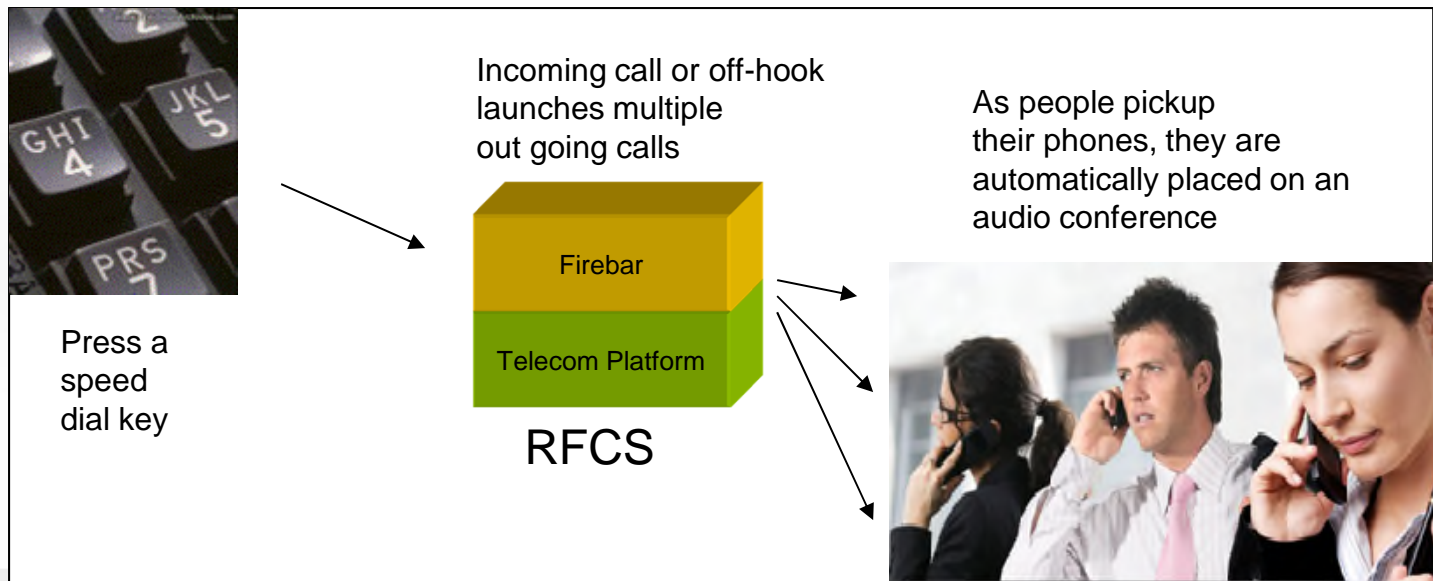 2
GHI
4
JKL
5
PRS
7
Press a
speed
dial key
Incoming call or off-hook
launches multiple
out going calls
Firebar
Telecom Platform
RFCS
As people pickup
their phones, they are
automatically placed on an
audio conference